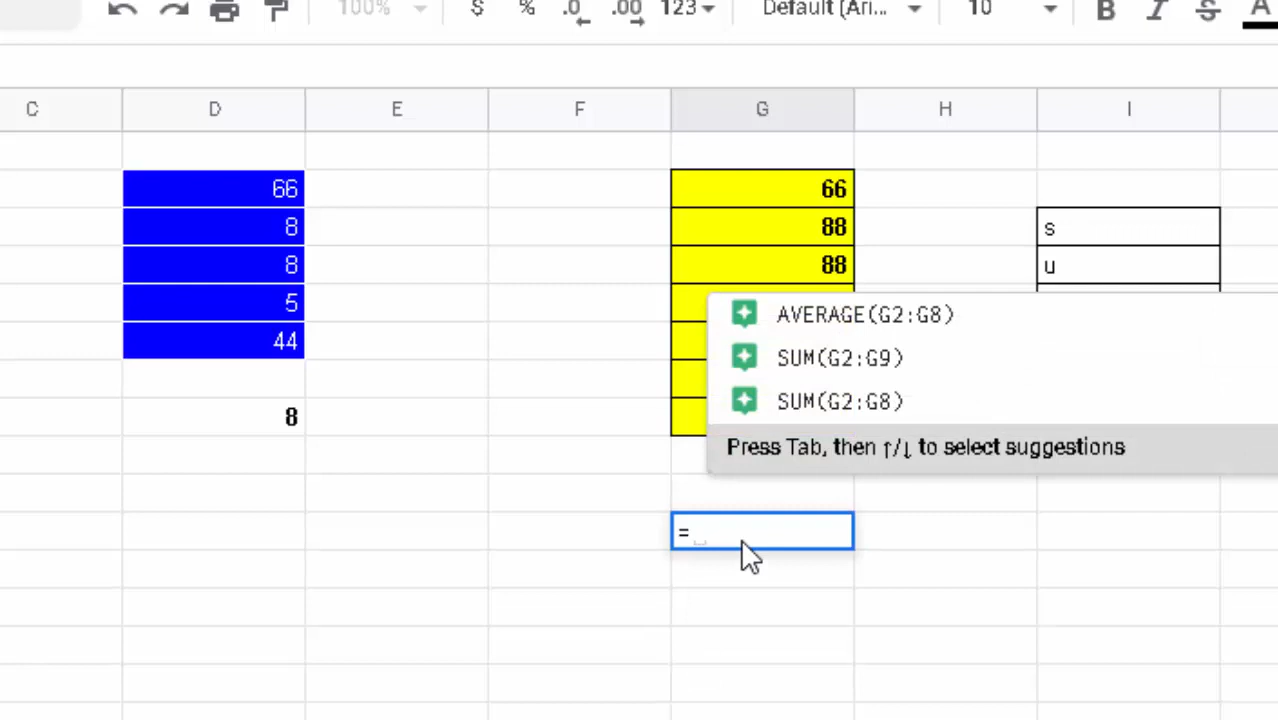 100% $ % .0 .00 123 Default (Ari... 10 B I S A
C D E F G H I
66 66
8 88 s
8 88 u
5
44
AVERAGE(G2:G8)
SUM(G2:G9)
SUM(G2:G8)
8
Press Tab, then ↑/↓ to select suggestions
=